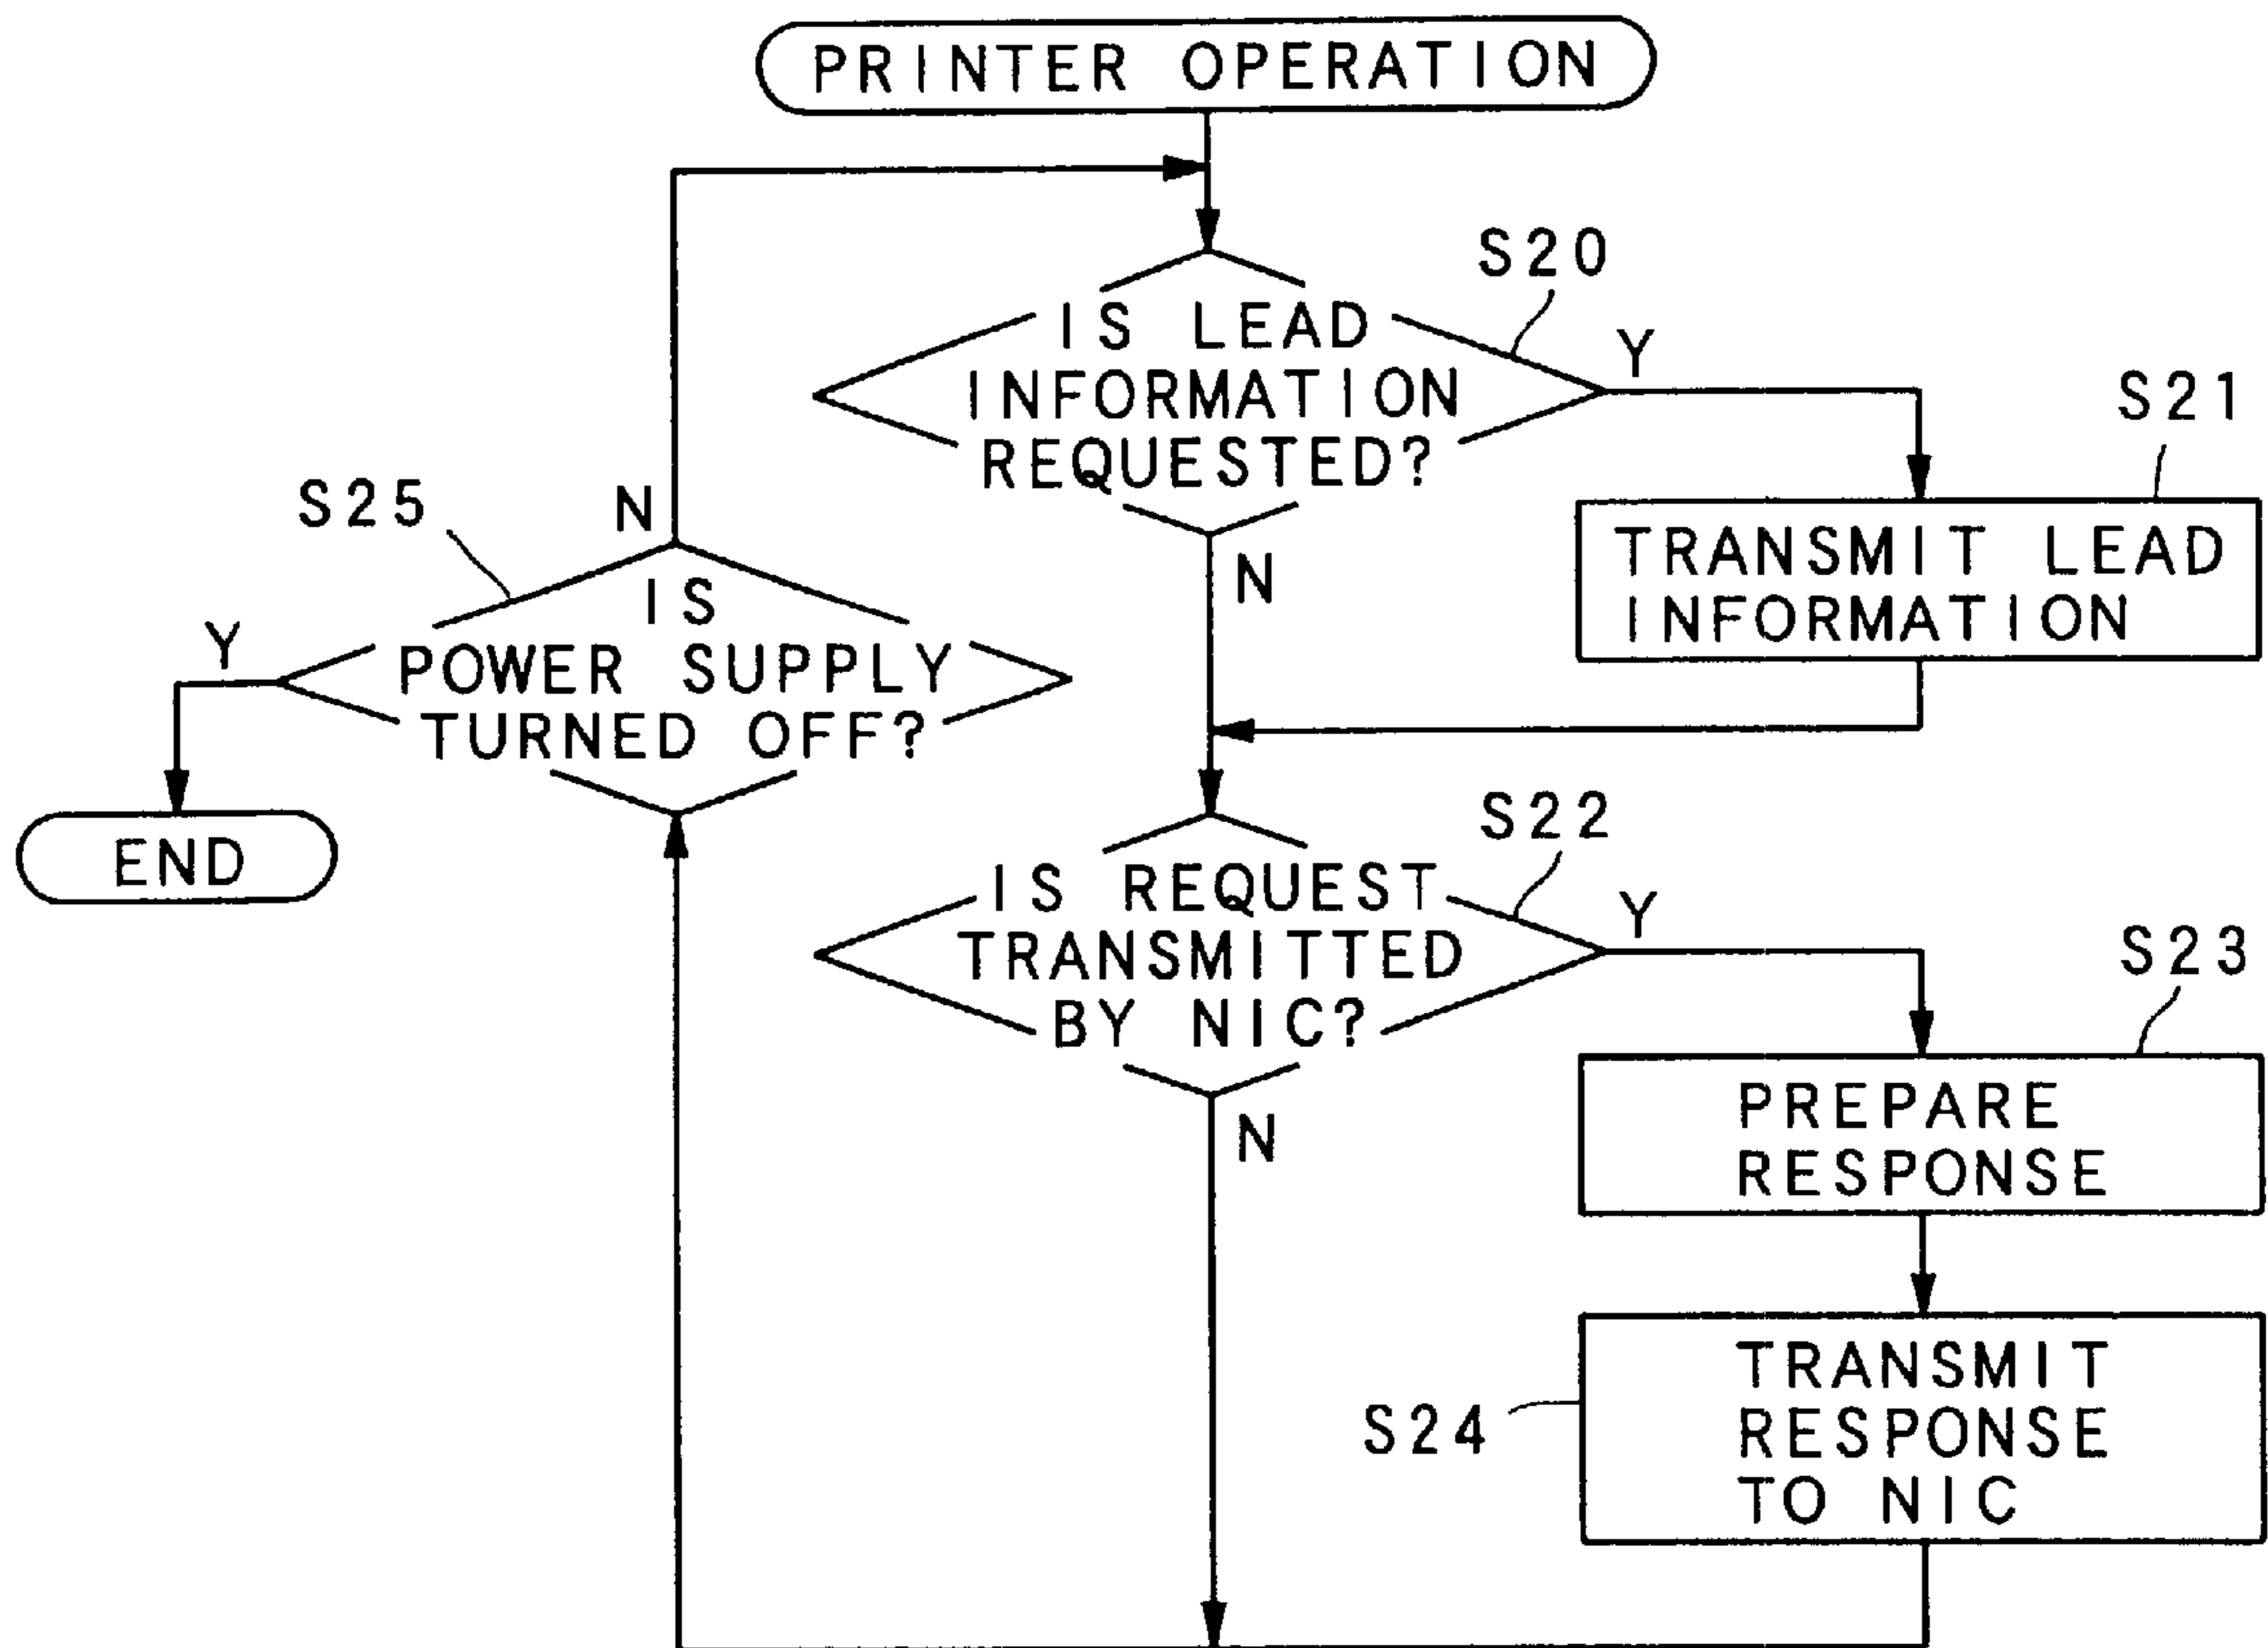 PRINTER OPERATION
S20
IS LEAD
INFORMATION
REQUESTED?
Y
N
S21
TRANSMIT LEAD
INFORMATION
S25
N
IS
POWER SUPPLY
TURNED OFF?
Y
END
S22
IS REQUEST
TRANSMITTED
BY NIC?
Y
N
S23
PREPARE
RESPONSE
S24
TRANSMIT
RESPONSE
TO NIC